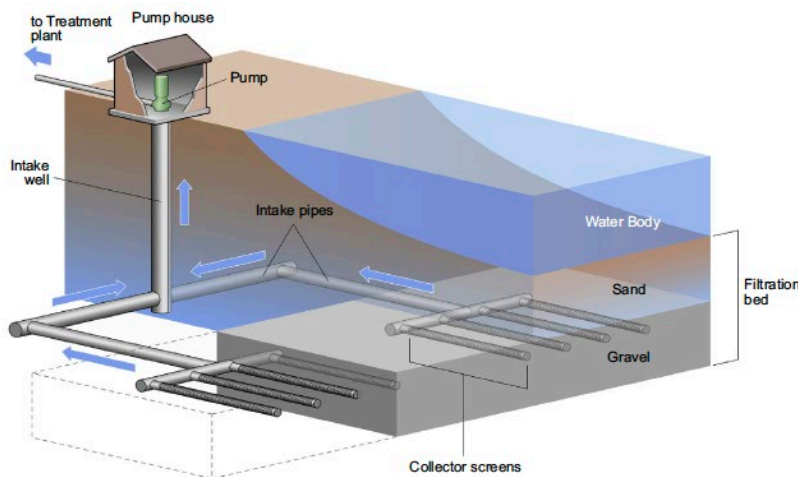 to Treatment
plant
Pump house
Pump
Intake
well
Intake pipes
Water Body
Sand
Filtration
bed
Gravel
Collector screens